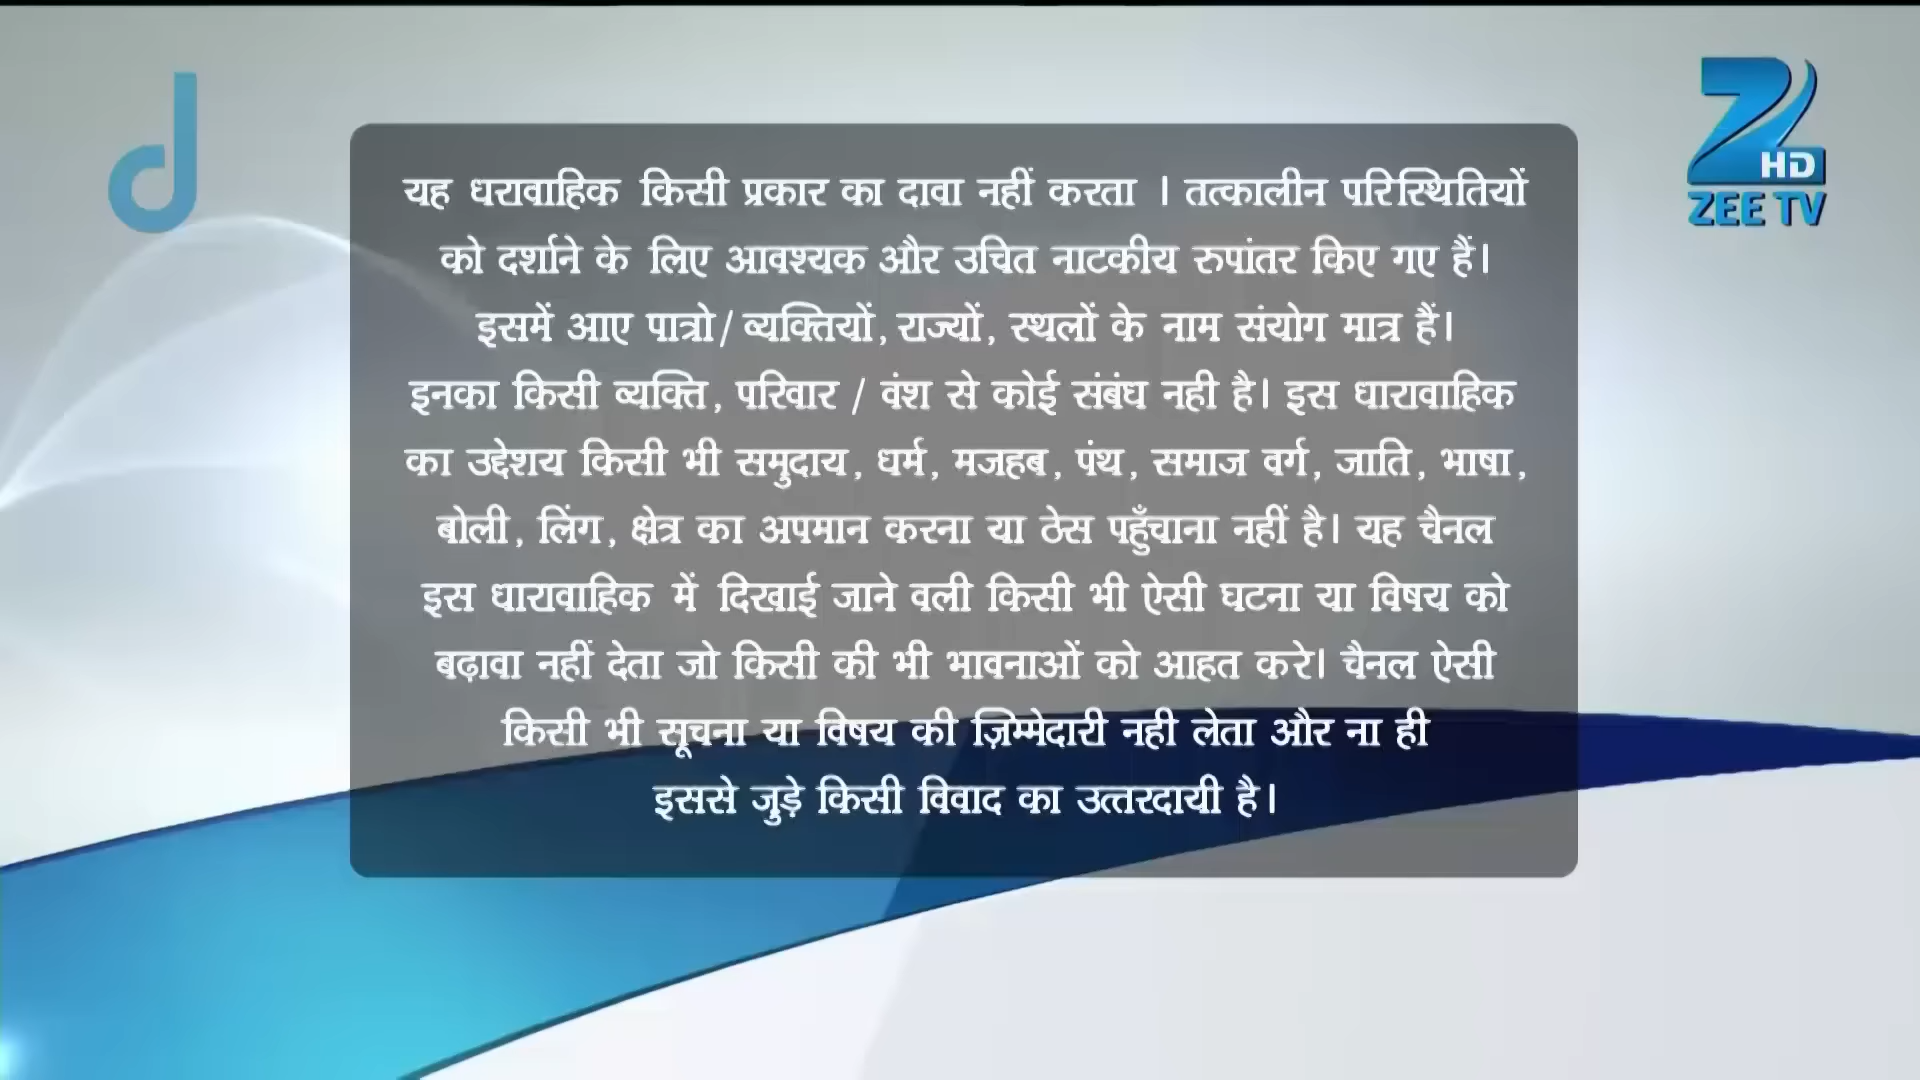 यह धरावाहिक किसी प्रकार का दावा नहीं करता । तत्कालीन परिस्थितियों
को दर्शाने के लिए आवश्यक और उचित नाटकीय रुपांतर किए गए हैं।
इसमें आए पात्रो/ व्यक्तियों, राज्यों, स्थलों के नाम संयोग मात्र हैं।
इनका किसी व्यक्ति, परिवार / वंश से कोई संबंध नही है। इस धारावाहिक
का उद्देशय किसी भी समुदाय, धर्म, मजहब, पंथ, समाज वर्ग, जाति, भाषा,
बोली, लिंग, क्षेत्र का अपमान करना या ठेस पहुँचाना नहीं है। यह चैनल
इस धारावाहिक में दिखाई जाने वली किसी भी ऐसी घटना या विषय को
बढ़ावा नहीं देता जो किसी की भी भावनाओं को आहत करे। चैनल ऐसी
किसी भी सूचना या विषय की ज़िम्मेदारी नही लेता और ना ही
इससे जुड़े किसी विवाद का उत्तरदायी है।
HD
ZEE TV